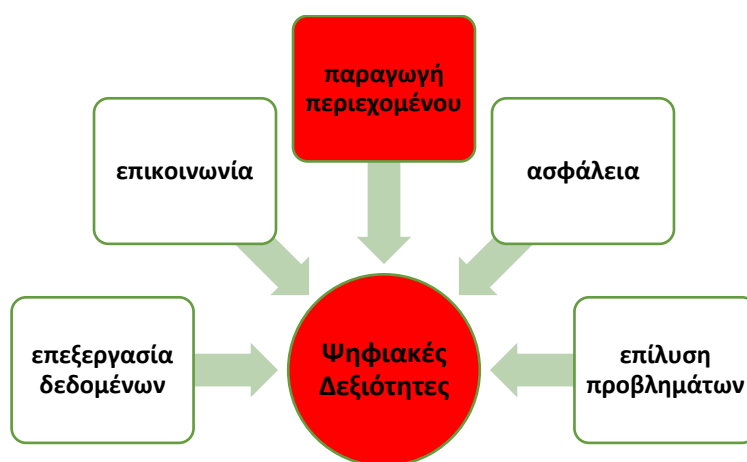 παραγωγή
περιεχομένου
επικοινωνία
ασφάλεια
επεξεργασία
δεδομένων
Ψηφιακές
Δεξιότητες
επίλυση
προβλημάτων